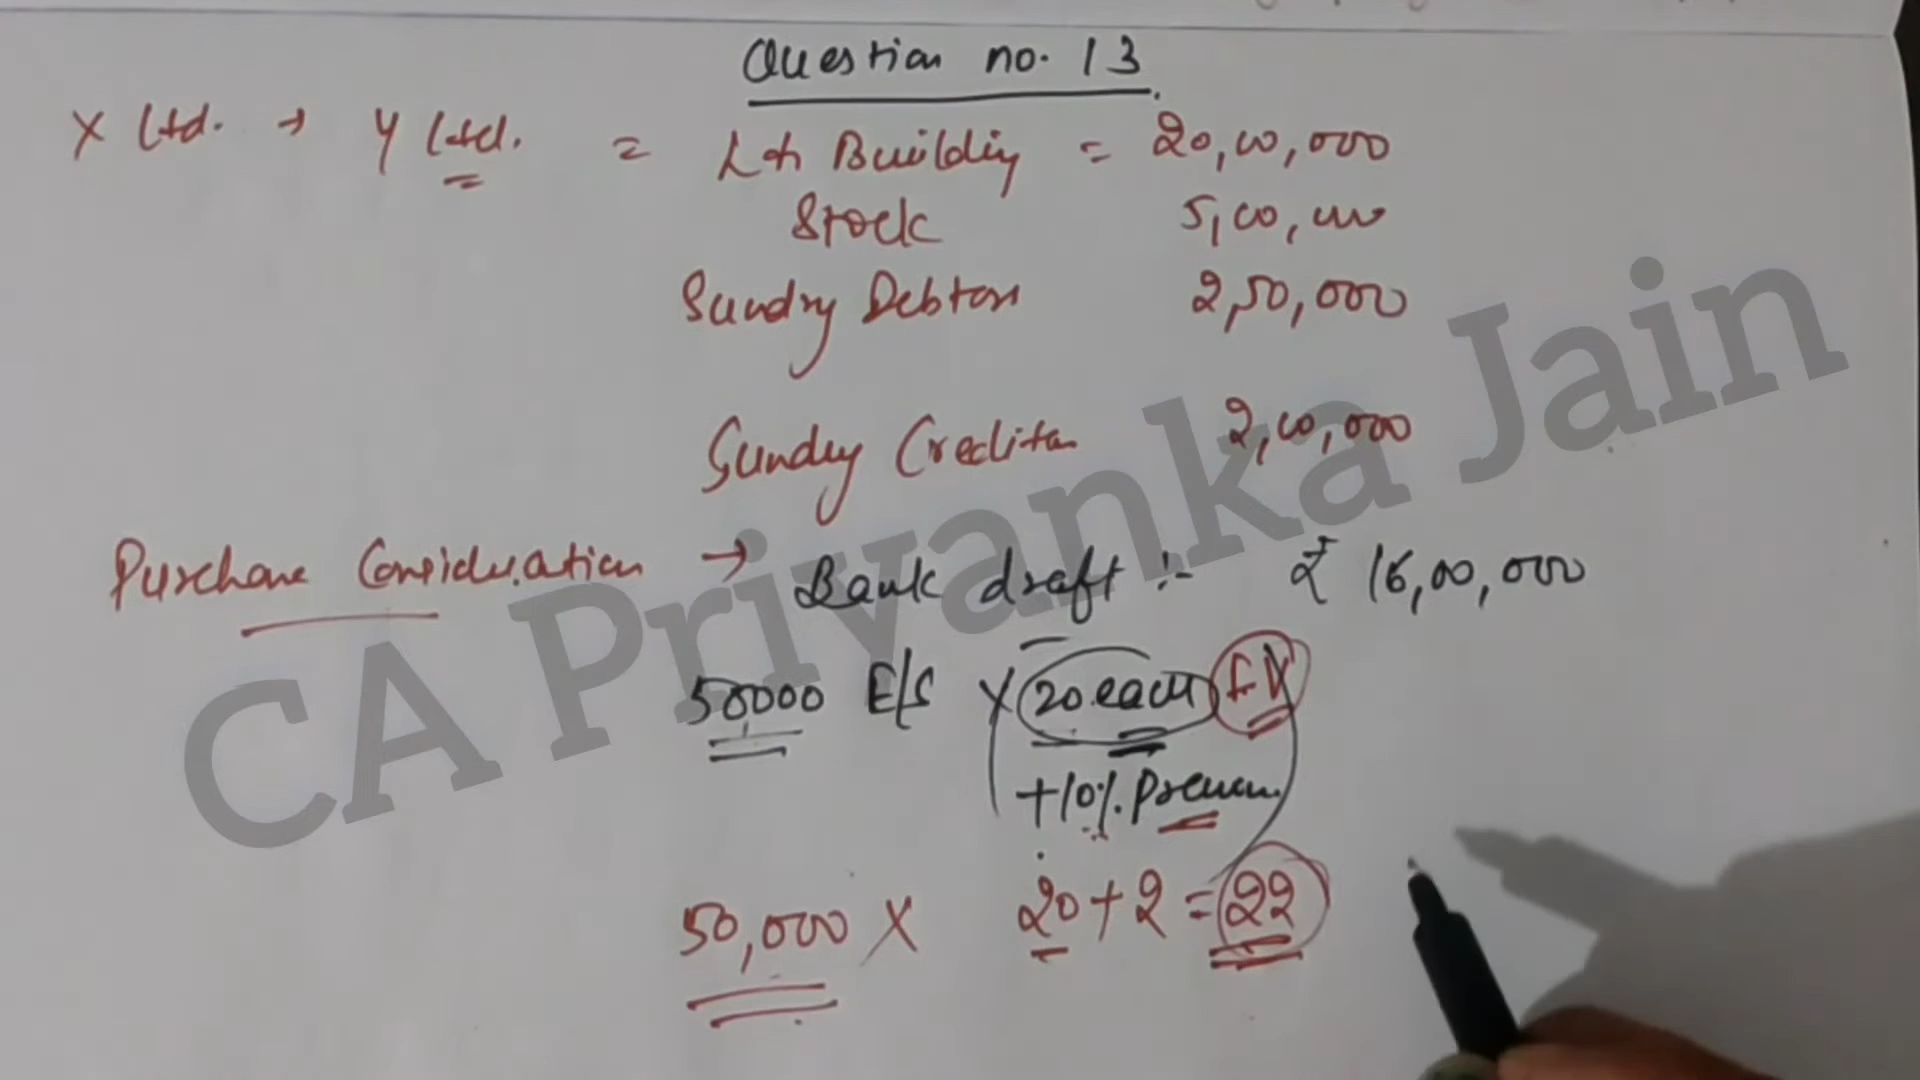 Question no. 13
X Ltd. → Y Ltd. = L&h Building = 20,00,000
Stock 5,00,000
Sundry Debtors 2,50,000
Sundry Creditors 2,00,000
Purchase Consideration → Bank draft :- ₹ 16,00,000
50000 E/S X 20 each FV
+10% Premium
50,000 X 20+2 = 22
CA Priyanka Jain